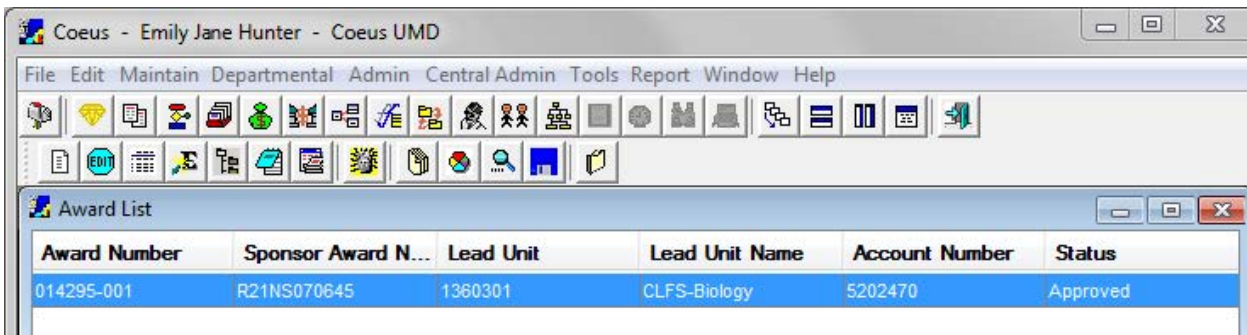 Coeus - Emily Jane Hunter - Coeus UMD
File Edit Maintain Departmental Admin Central Admin Tools Report Window Help
EDIT
Award List
Award Number Sponsor Award N... Lead Unit Lead Unit Name Account Number Status
014295-001 R21NS070645 1360301 CLFS-Biology 5202470 Approved